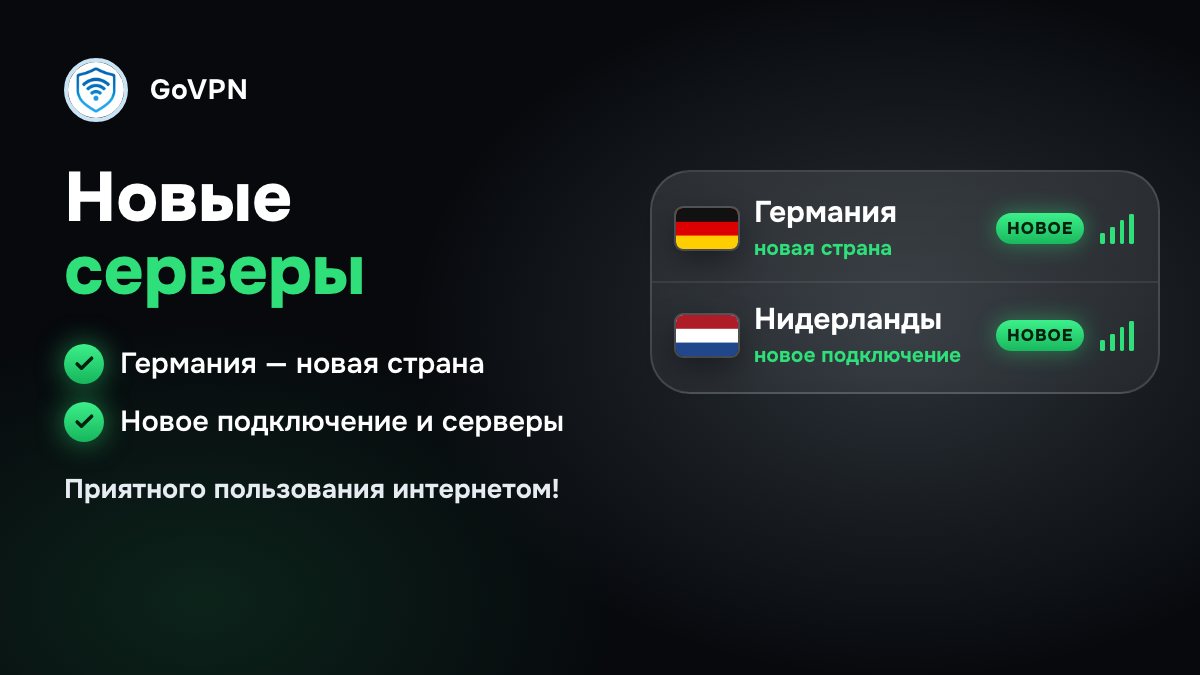 GoVPN
Новые
серверы
Германия — новая страна
Новое подключение и серверы
Приятного пользования интернетом!
Германия
новая страна
НОВОЕ
Нидерланды
новое подключение
НОВОЕ